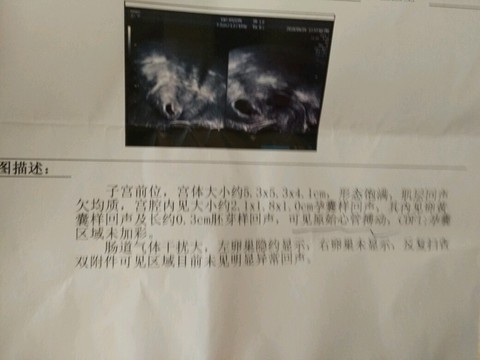 图描述:
子宫前位，宫体大小约5.3x5.3x4.1cm，形态饱满，肌层回声
欠均质，宫腔内见大小约2.1x1.8x1.0cm孕囊样回声，其内见卵黄
囊样回声及长约0.3cm胚芽样回声，可见原始心管搏动，CDFI:孕囊
区域未加彩。
肠道气体干扰大，左卵巢隐约显示，右卵巢未显示，反复扫查
双附件可见区域目前未见明显异常回声。